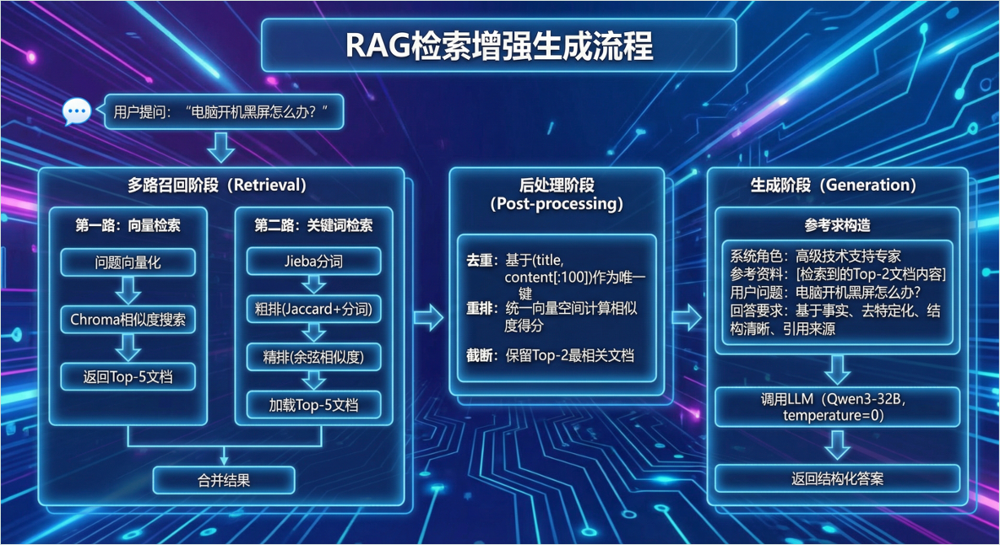 RAG检索增强生成流程
用户提问：“电脑开机黑屏怎么办？”
多路召回阶段（Retrieval）
第一路：向量检索
问题向量化
Chroma相似度搜索
返回Top-5文档
第二路：关键词检索
Jieba分词
粗排(Jaccard+分词)
精排(余弦相似度)
加载Top-5文档
合并结果
后处理阶段
（Post-processing）
去重：基于(title,
content[:100])作为唯一
键
重排：统一向量空间计算相似
度得分
截断：保留Top-2最相关文档
生成阶段（Generation）
参考求构造
系统角色：高级技术支持专家
参考资料：[检索到的Top-2文档内容]
用户问题：电脑开机黑屏怎么办?
回答要求：基于事实、去特定化、结
构清晰、引用来源
调用LLM（Qwen3-32B,
temperature=0）
返回结构化答案